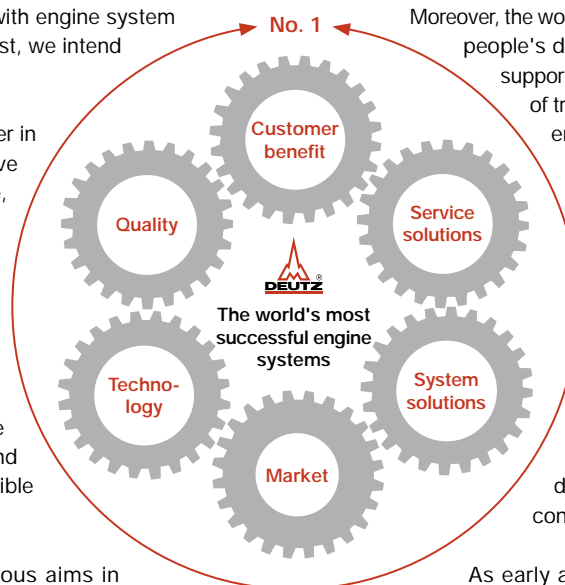 with engine system
st, we intend
er in
ve
,
e
nd
ible
ous aims in
No. 1
Customer
benefit
Quality
Service
solutions
DEUTZ®
The world's most
successful engine
systems
Techno-
logy
System
solutions
Market
Moreover, the wo
people's d
suppor
of tr
en
d
con
As early a